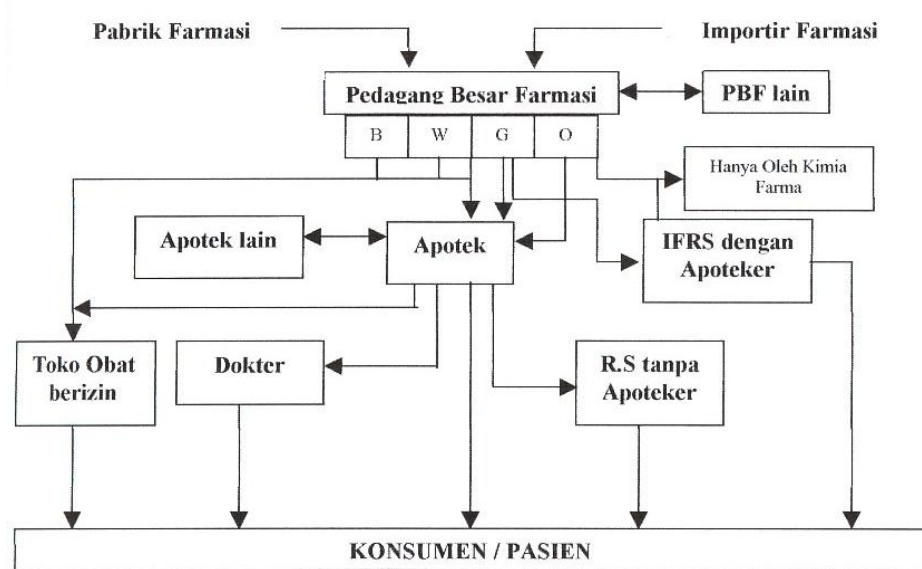 Pabrik Farmasi
Importir Farmasi
Pedagang Besar Farmasi
PBF lain
B
W
G
O
Hanya Oleh Kimia
Farma
Apotek lain
Apotek
IFRS dengan
Apoteker
Toko Obat
berizin
Dokter
R.S tanpa
Apoteker
KONSUMEN / PASIEN